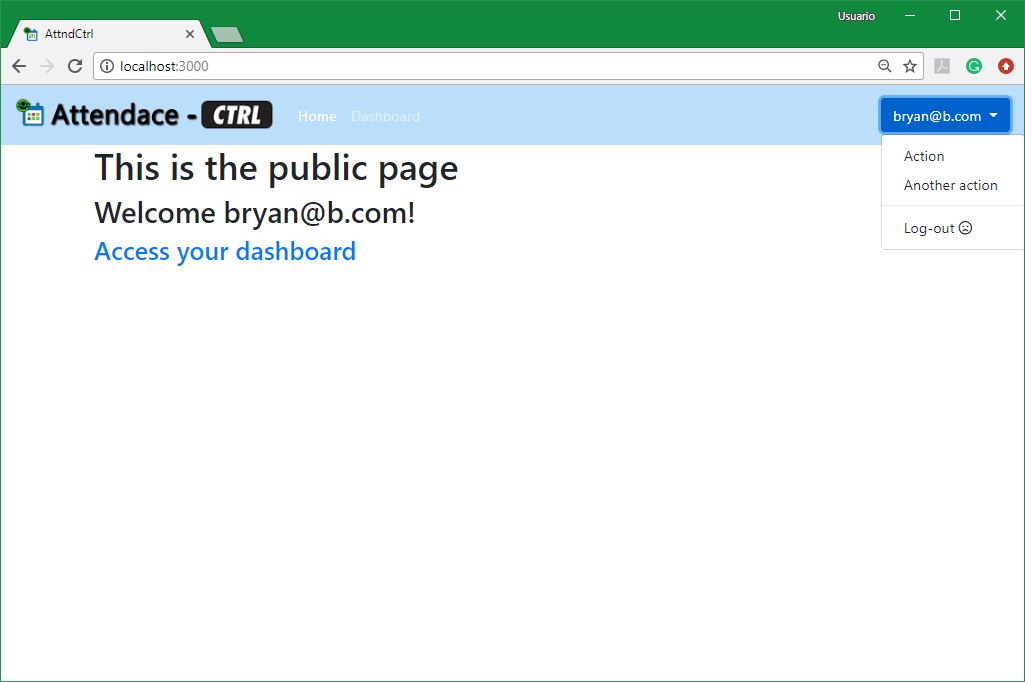 Usuario
AttndCtrl
localhost:3000
Attendace - CTRL Home Dashboard bryan@b.com
Action
Another action
Log-out
This is the public page
Welcome bryan@b.com!
Access your dashboard